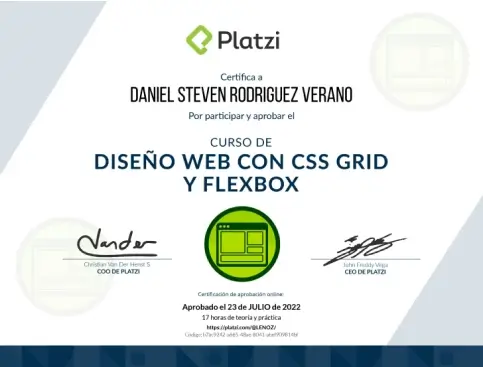 Platzi
Certifica a
DANIEL STEVEN RODRIGUEZ VERANO
Por participar y aprobar el
CURSO DE
DISEÑO WEB CON CSS GRID
Y FLEXBOX
Christian Van Der Henst S.
COO DE PLATZI
John Freddy Vega
CEO DE PLATZI
Certificación de aprobación online:
Aprobado el 23 de JULIO de 2022
17 horas de teoría y práctica
https://platzi.com/@LENOZ/
Código: